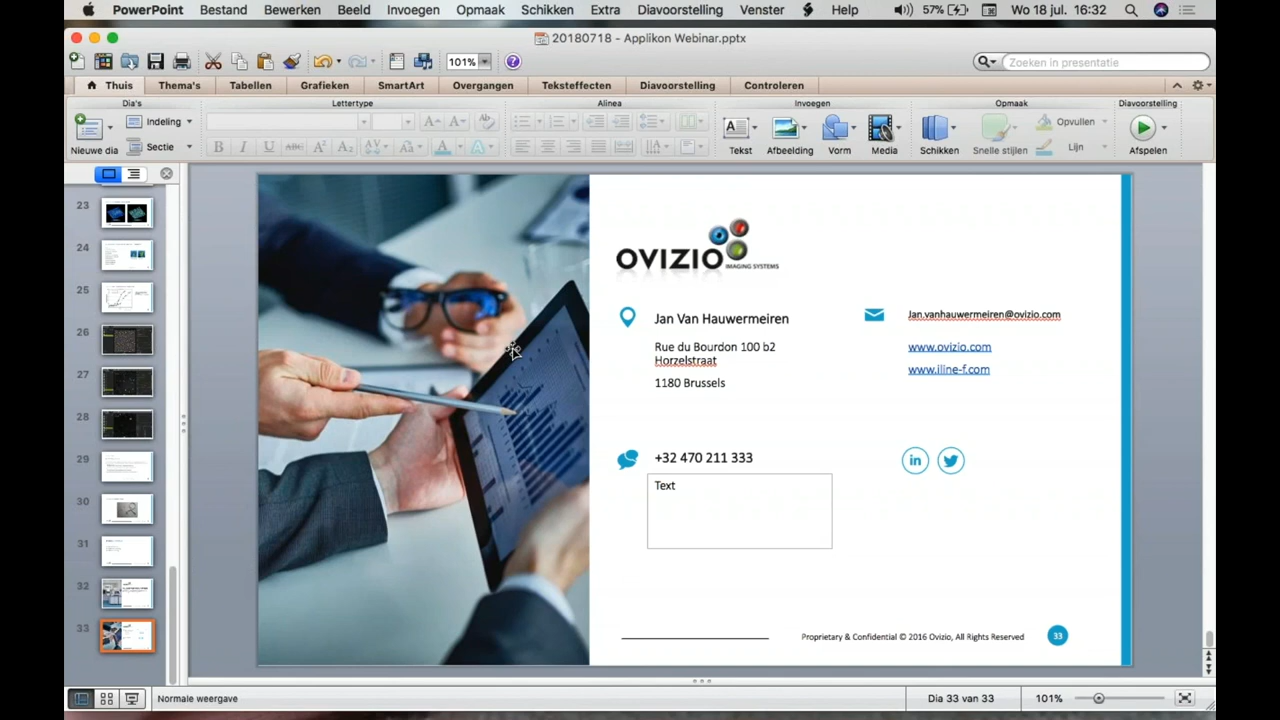 PowerPoint Bestand Bewerken Beeld Invoegen Opmaak Schikken Extra Diavoorstelling Venster Help 57% Wo 18 jul. 16:32
20180718 - Applikon Webinar.pptx
101% Zoeken in presentatie
Thuis Thema's Tabellen Grafieken SmartArt Overgangen Teksteffecten Diavoorstelling Controleren
Dia's Lettertype Alinea Invoegen Opmaak Diavoorstelling
Indeling Opvullen
Nieuwe dia Sectie Tekst Afbeelding Vorm Media Schikken Snelle stijlen Lijn Afspelen
23
24
25
26
27
28
29
30
31
32
33
OVIZIO
IMAGING SYSTEMS
Jan Van Hauwermeiren
Rue du Bourdon 100 b2
Horzelstraat
1180 Brussels
Jan.vanhauwermeiren@ovizio.com
www.ovizio.com
www.iline-f.com
+32 470 211 333
in
Text
Proprietary & Confidential © 2016 Ovizio, All Rights Reserved 33
Normale weergave Dia 33 van 33 101%